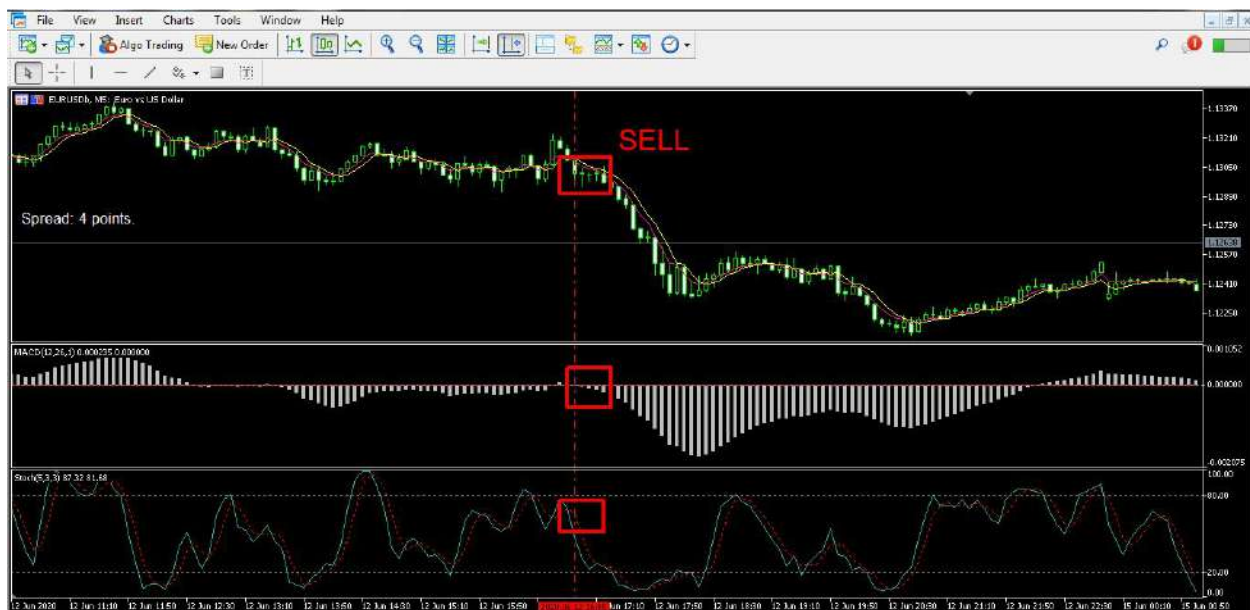 File View Insert Charts Tools Window Help
Algo Trading New Order
EURUSDb, M5: Euro vs US Dollar
SELL
Spread: 4 points.
1.13370
1.13210
1.13050
1.12890
1.12730
1.12630
1.12570
1.12410
1.12250
MACD(12,26,1) 0.000235 0.000000
0.001052
0.000000
-0.002075
Stoch(5,3,3) 87.32 81.68
100.00
80.00
20.00
0.00
12 Jun 2020 12 Jun 11:10 12 Jun 11:50 12 Jun 12:30 12 Jun 13:10 12 Jun 13:50 12 Jun 14:30 12 Jun 15:10 12 Jun 15:50 Jun 17:10 12 Jun 17:50 12 Jun 18:30 12 Jun 19:10 12 Jun 19:50 12 Jun 20:30 12 Jun 21:10 12 Jun 21:50 12 Jun 22:30 15 Jun 00:10 5 Jun 00:50